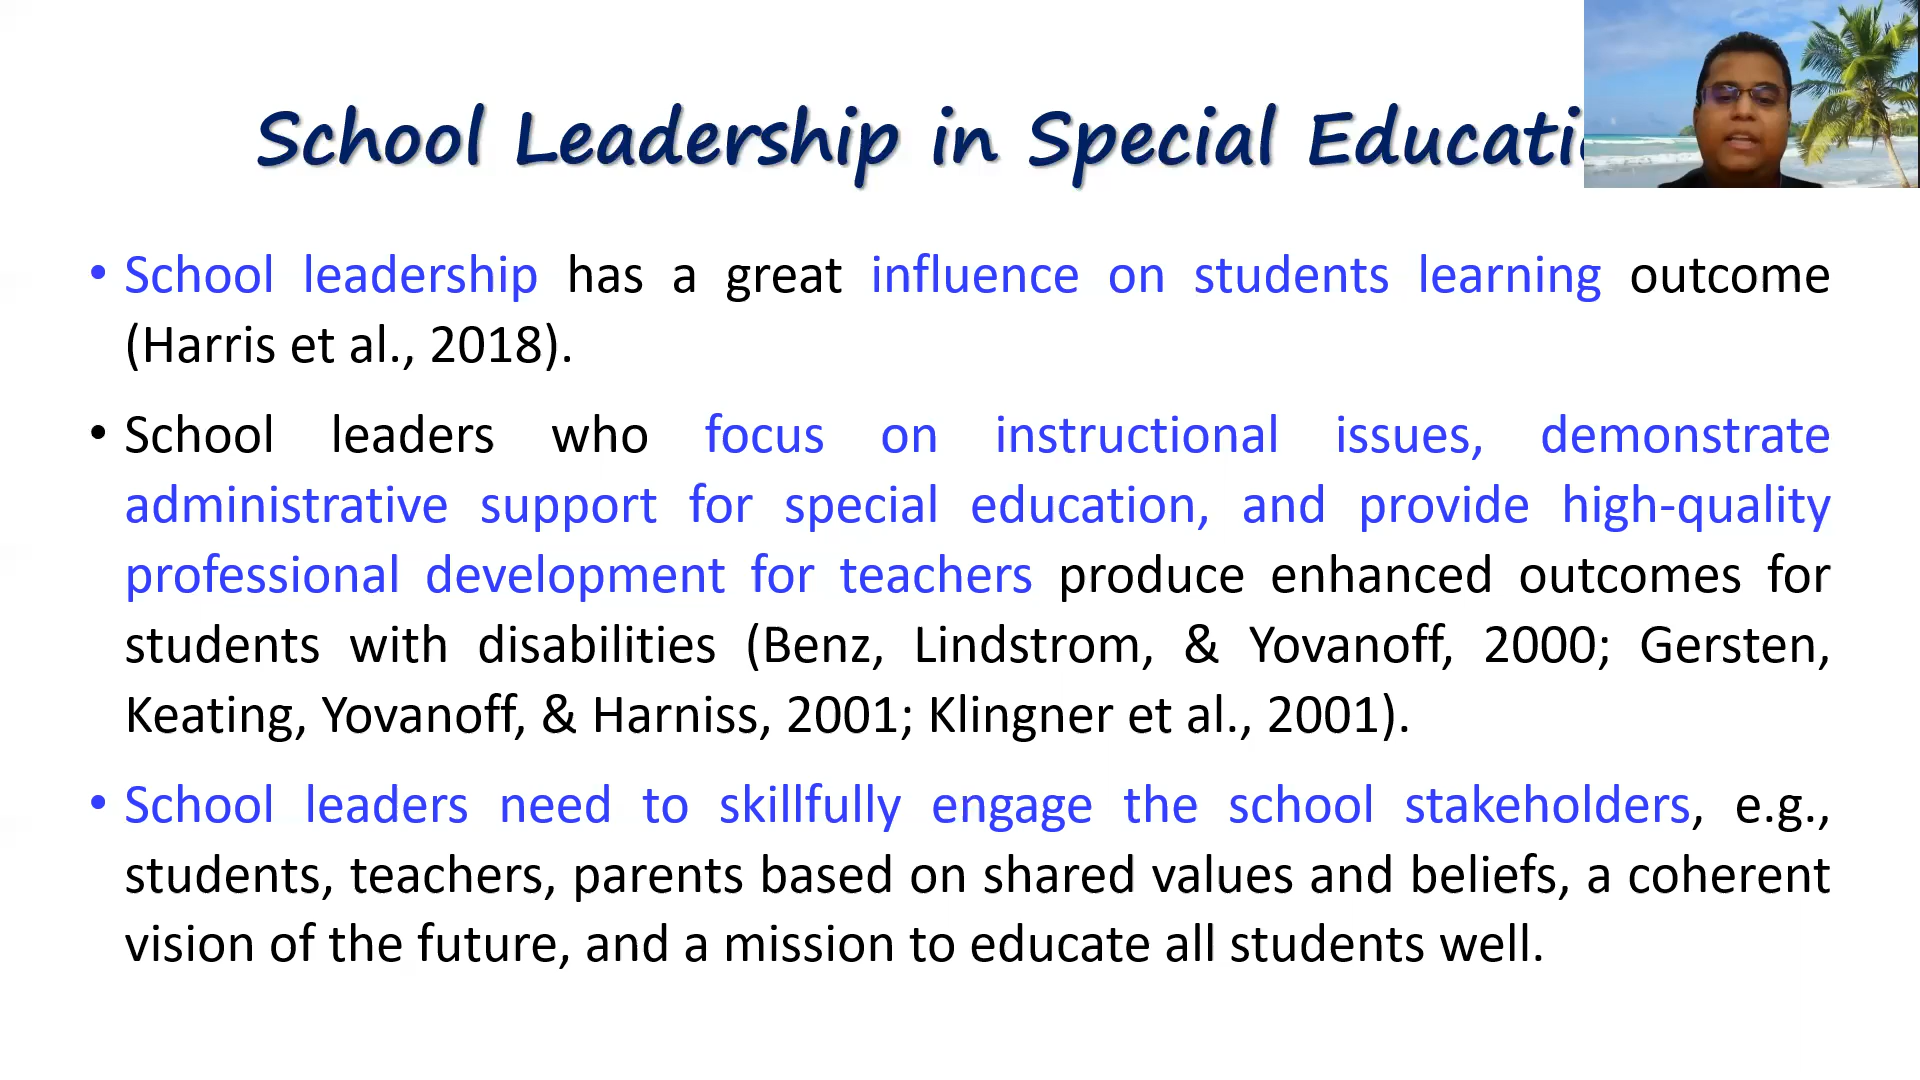 School Leadership in Special Educati
• School leadership has a great influence on students learning outcome
(Harris et al., 2018).
• School leaders who focus on instructional issues, demonstrate
administrative support for special education, and provide high-quality
professional development for teachers produce enhanced outcomes for
students with disabilities (Benz, Lindstrom, & Yovanoff, 2000; Gersten,
Keating, Yovanoff, & Harniss, 2001; Klingner et al., 2001).
• School leaders need to skillfully engage the school stakeholders, e.g.,
students, teachers, parents based on shared values and beliefs, a coherent
vision of the future, and a mission to educate all students well.